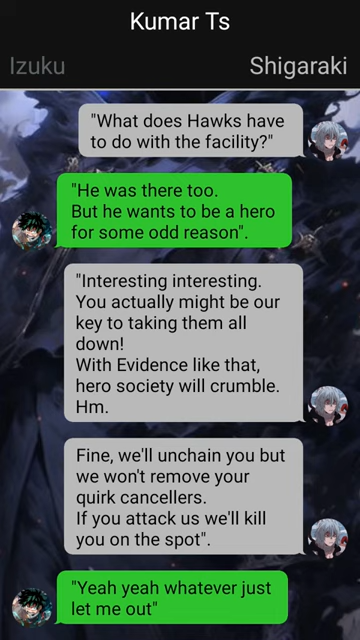 Kumar Ts
Izuku
Shigaraki
"What does Hawks have
to do with the facility?"
"He was there too.
But he wants to be a hero
for some odd reason".
"Interesting interesting.
You actually might be our
key to taking them all
down!
With Evidence like that,
hero society will crumble.
Hm.
Fine, we'll unchain you but
we won't remove your
quirk cancellers.
If you attack us we'll kill
you on the spot".
"Yeah yeah whatever just
let me out"